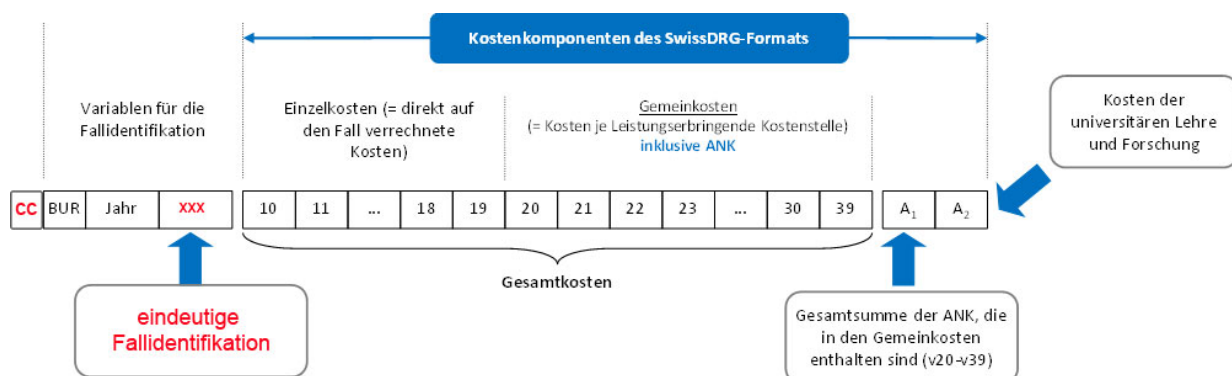 Kostenkomponenten des SwissDRG-Formats
Variablen für die
Fallidentifikation
Einzelkosten (= direkt auf
den Fall verrechnete
Kosten)
Gemeinkosten
(= Kosten je Leistungserbringende Kostenstelle)
inklusive ANK
Kosten der
universitären Lehre
und Forschung
CC BUR Jahr XXX 10 11 ... 18 19 20 21 22 23 ... 30 39 A1 A2
Gesamtkosten
eindeutige
Fallidentifikation
Gesamtsumme der ANK, die
in den Gemeinkosten
enthalten sind (v20-v39)